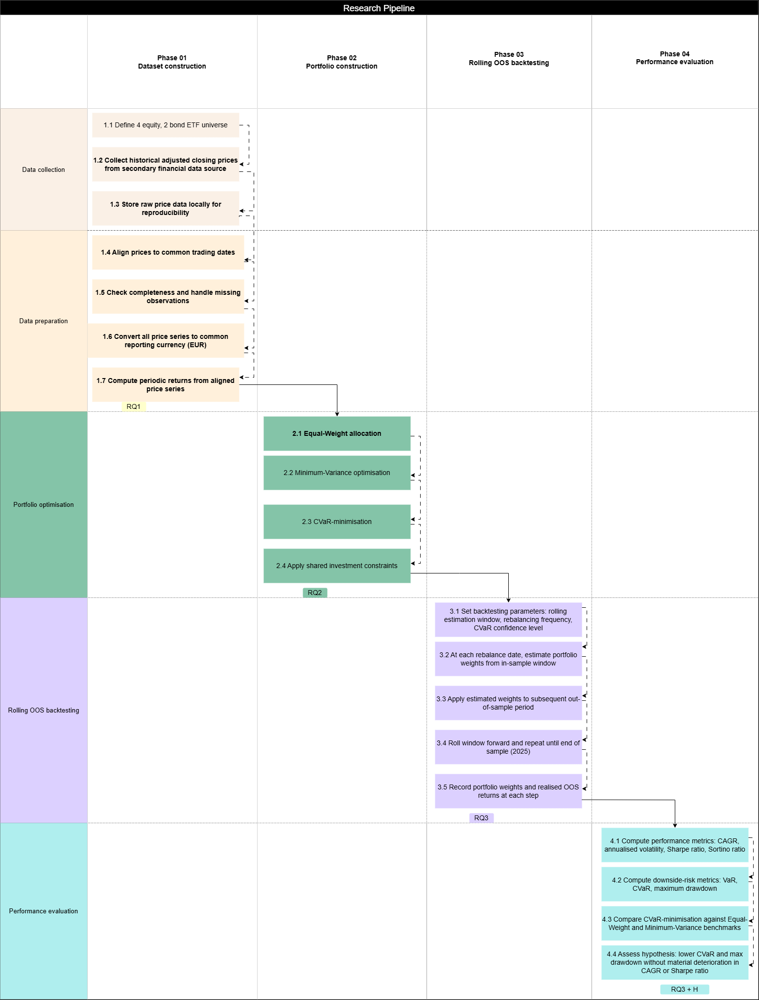 Research Pipeline
Phase 01
Dataset construction
Phase 02
Portfolio construction
Phase 03
Rolling OOS backtesting
Phase 04
Performance evaluation
Data collection
1.1 Define 4 equity, 2 bond ETF universe
1.2 Collect historical adjusted closing prices
from secondary financial data source
1.3 Store raw price data locally for
reproducibility
Data preparation
1.4 Align prices to common trading dates
1.5 Check completeness and handle missing
observations
1.6 Convert all price series to common
reporting currency (EUR)
1.7 Compute periodic returns from aligned
price series
RQ1
Portfolio optimisation
2.1 Equal-Weight allocation
2.2 Minimum-Variance optimisation
2.3 CVaR-minimisation
2.4 Apply shared investment constraints
RQ2
Rolling OOS backtesting
3.1 Set backtesting parameters: rolling
estimation window, rebalancing frequency,
CVaR confidence level
3.2 At each rebalance date, estimate portfolio
weights from in-sample window
3.3 Apply estimated weights to subsequent out-
of-sample period
3.4 Roll window forward and repeat until end of
sample (2025)
3.5 Record portfolio weights and realised OOS
returns at each step
RQ3
Performance evaluation
4.1 Compute performance metrics: CAGR,
annualised volatility, Sharpe ratio, Sortino ratio
4.2 Compute downside-risk metrics: VaR,
CVaR, maximum drawdown
4.3 Compare CVaR-minimisation against Equal-
Weight and Minimum-Variance benchmarks
4.4 Assess hypothesis: lower CVaR and max
drawdown without material deterioration in
CAGR or Sharpe ratio
RQ3 + H